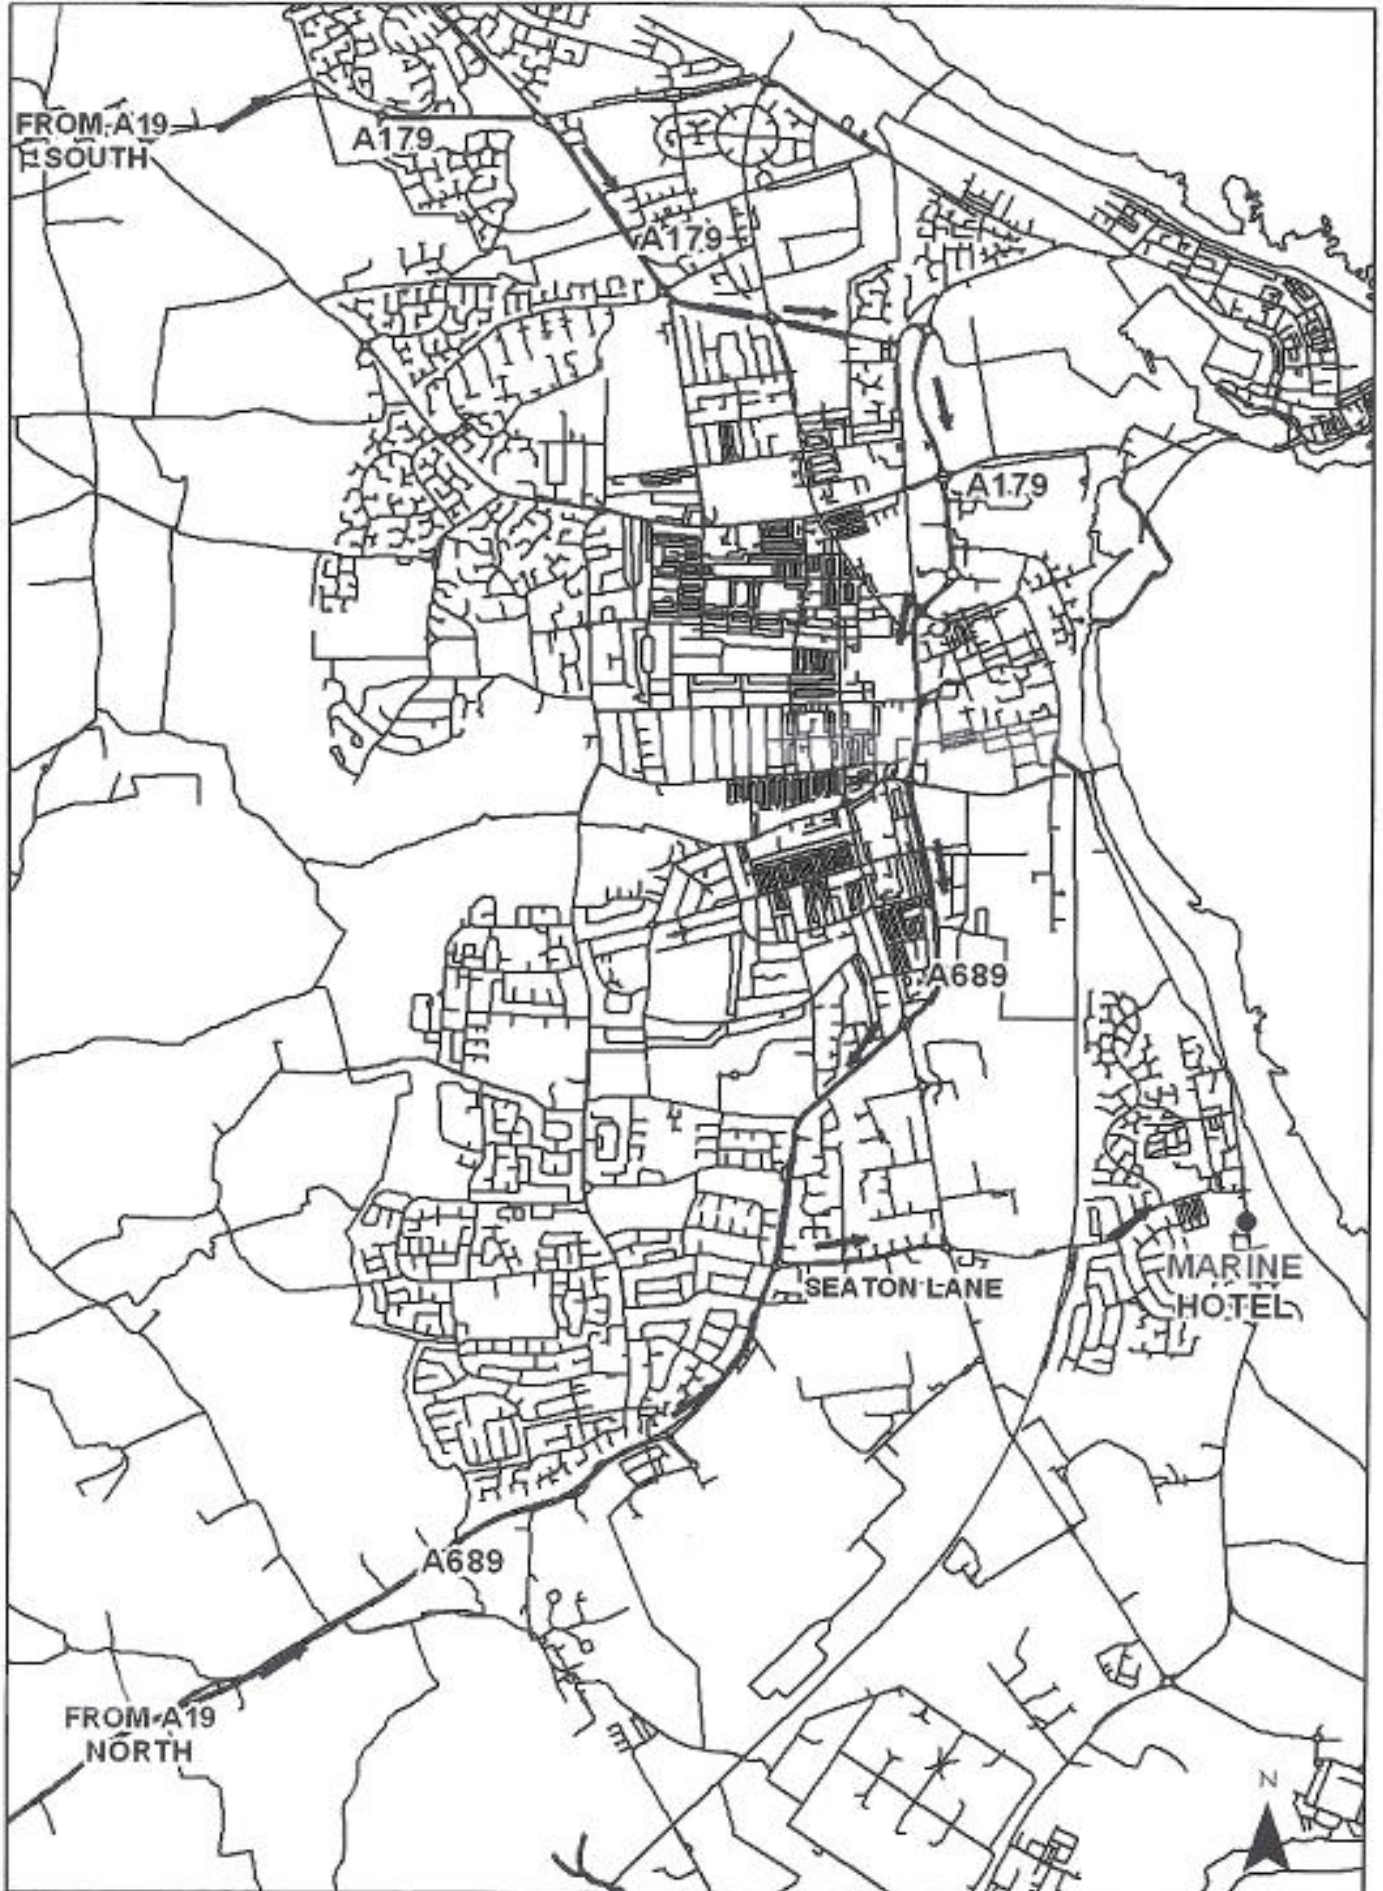 FROM A19
SOUTH
A179
A179
A179
A689
SEATON LANE
MARINE
HOTEL
A689
FROM A19
NORTH
N